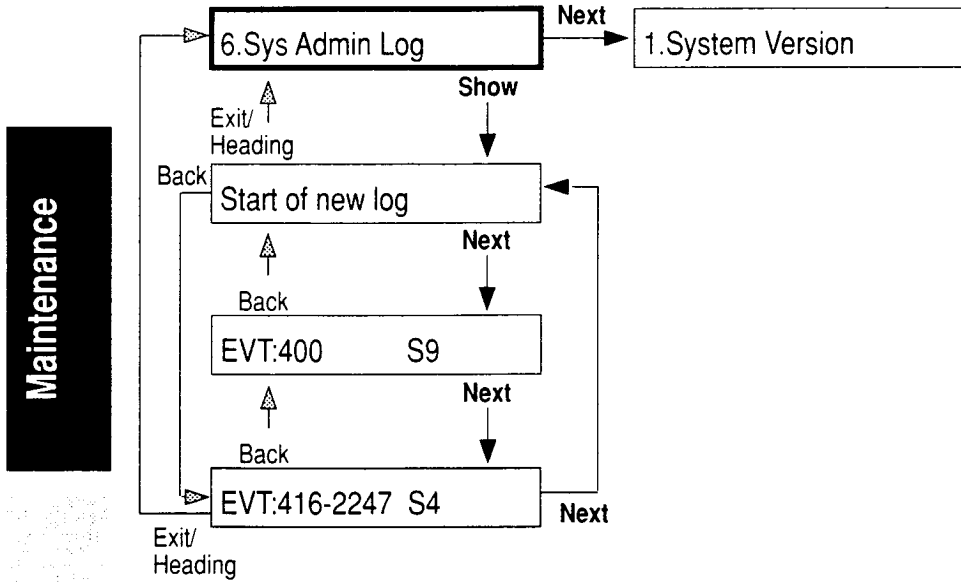 Next
6.Sys Admin Log
1.System Version
Show
Exit/
Heading
Back
Start of new log
Next
Back
EVT:400 S9
Next
Back
EVT:416-2247 S4
Next
Exit/
Heading
Maintenance